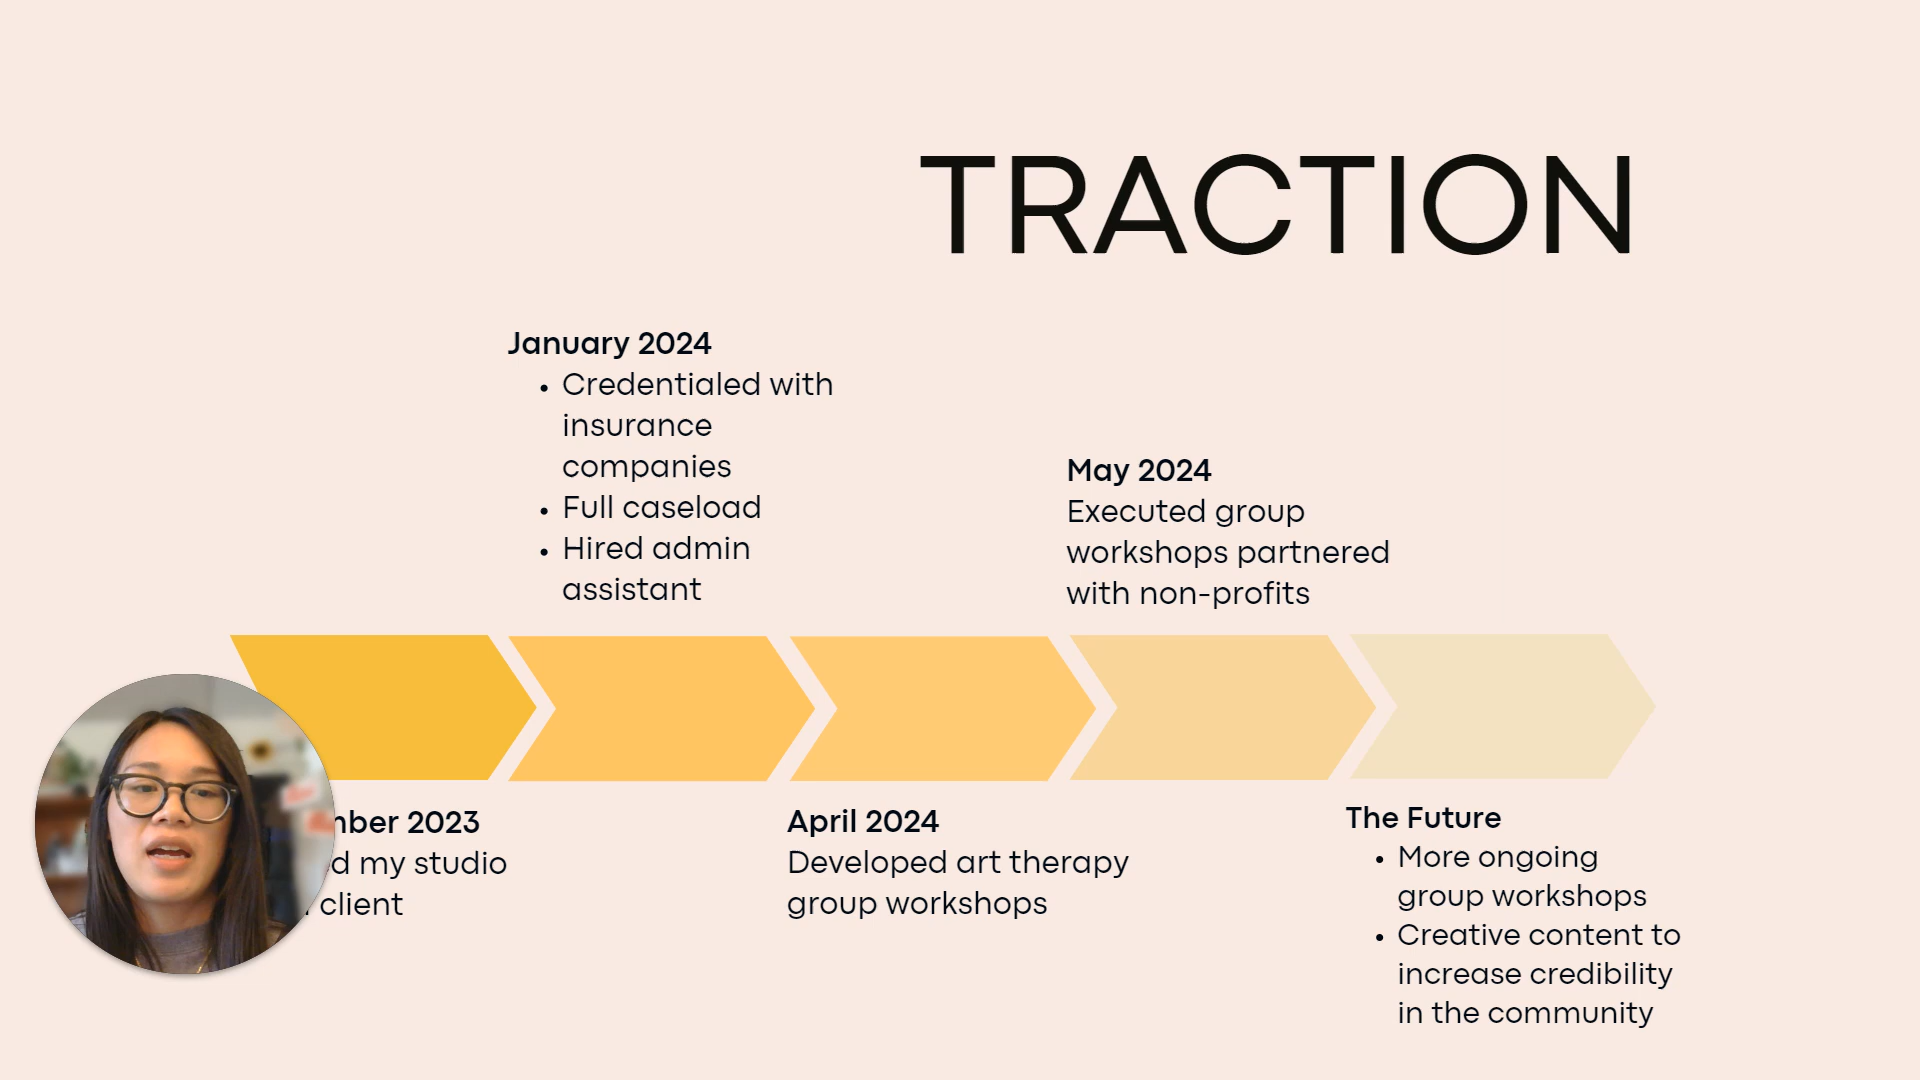 TRACTION
January 2024
• Credentialed with
insurance
companies
• Full caseload
• Hired admin
assistant
May 2024
Executed group
workshops partnered
with non-profits
2023
my studio
client
April 2024
Developed art therapy
group workshops
The Future
• More ongoing
group workshops
• Creative content to
increase credibility
in the community